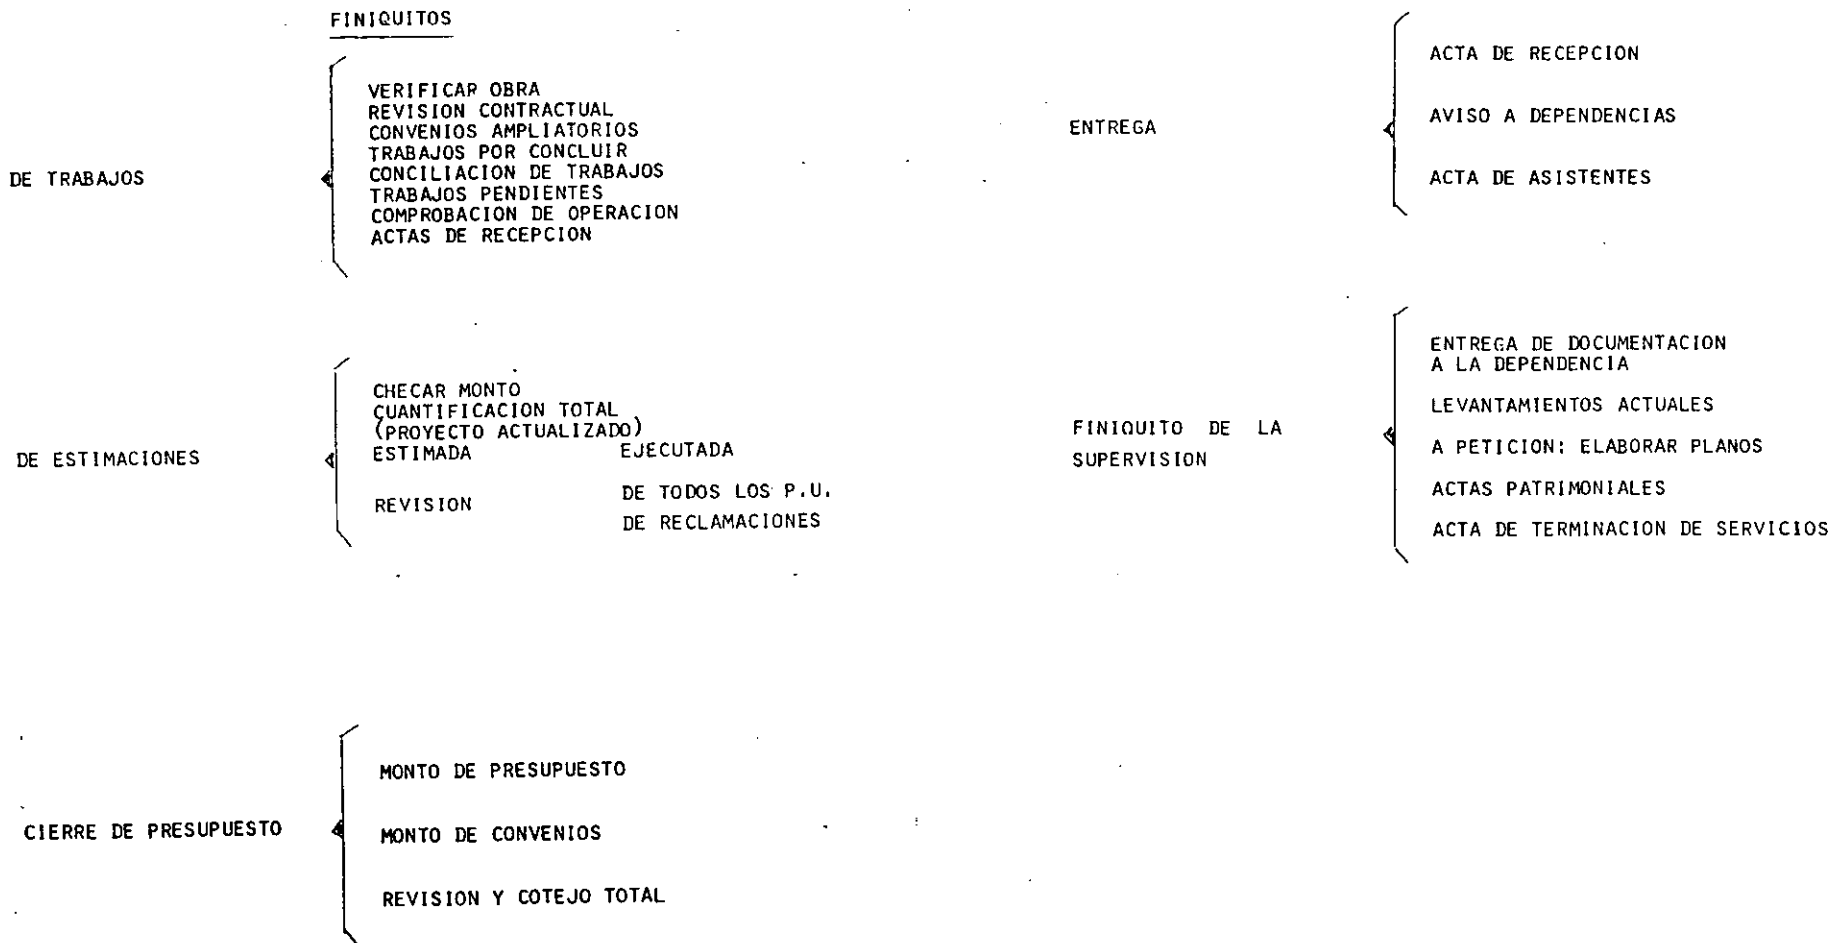 FINIQUITOS
DE TRABAJOS
VERIFICAR OBRA
REVISION CONTRACTUAL
CONVENIOS AMPLIATORIOS
TRABAJOS POR CONCLUIR
CONCILIACION DE TRABAJOS
TRABAJOS PENDIENTES
COMPROBACION DE OPERACION
ACTAS DE RECEPCION
DE ESTIMACIONES
CHECAR MONTO
CUANTIFICACION TOTAL
(PROYECTO ACTUALIZADO)
ESTIMADA EJECUTADA
REVISION
DE TODOS LOS P.U.
DE RECLAMACIONES
CIERRE DE PRESUPUESTO
MONTO DE PRESUPUESTO
MONTO DE CONVENIOS
REVISION Y COTEJO TOTAL
ENTREGA
ACTA DE RECEPCION
AVISO A DEPENDENCIAS
ACTA DE ASISTENTES
FINIQUITO DE LA
SUPERVISION
ENTREGA DE DOCUMENTACION
A LA DEPENDENCIA
LEVANTAMIENTOS ACTUALES
A PETICION: ELABORAR PLANOS
ACTAS PATRIMONIALES
ACTA DE TERMINACION DE SERVICIOS